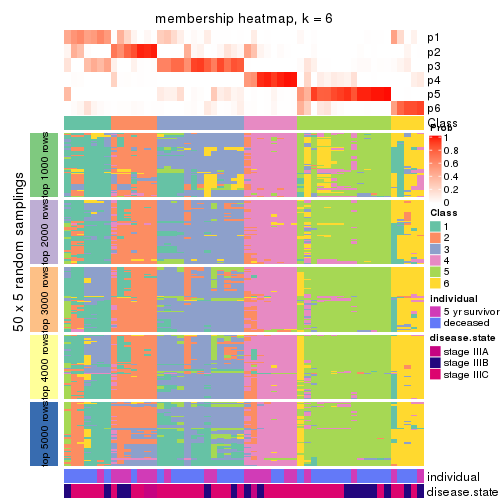 membership heatmap, k = 6
p1
p2
p3
p4
p5
p6
Class
Prob
1
0.8
0.6
0.4
0.2
0
Class
1
2
3
4
5
6
individual
5 yr survivor
deceased
disease.state
stage IIIA
stage IIIB
stage IIIC
50 x 5 random samplings
top 1000 rows
top 2000 rows
top 3000 rows
top 4000 rows
top 5000 rows
individual
disease.state